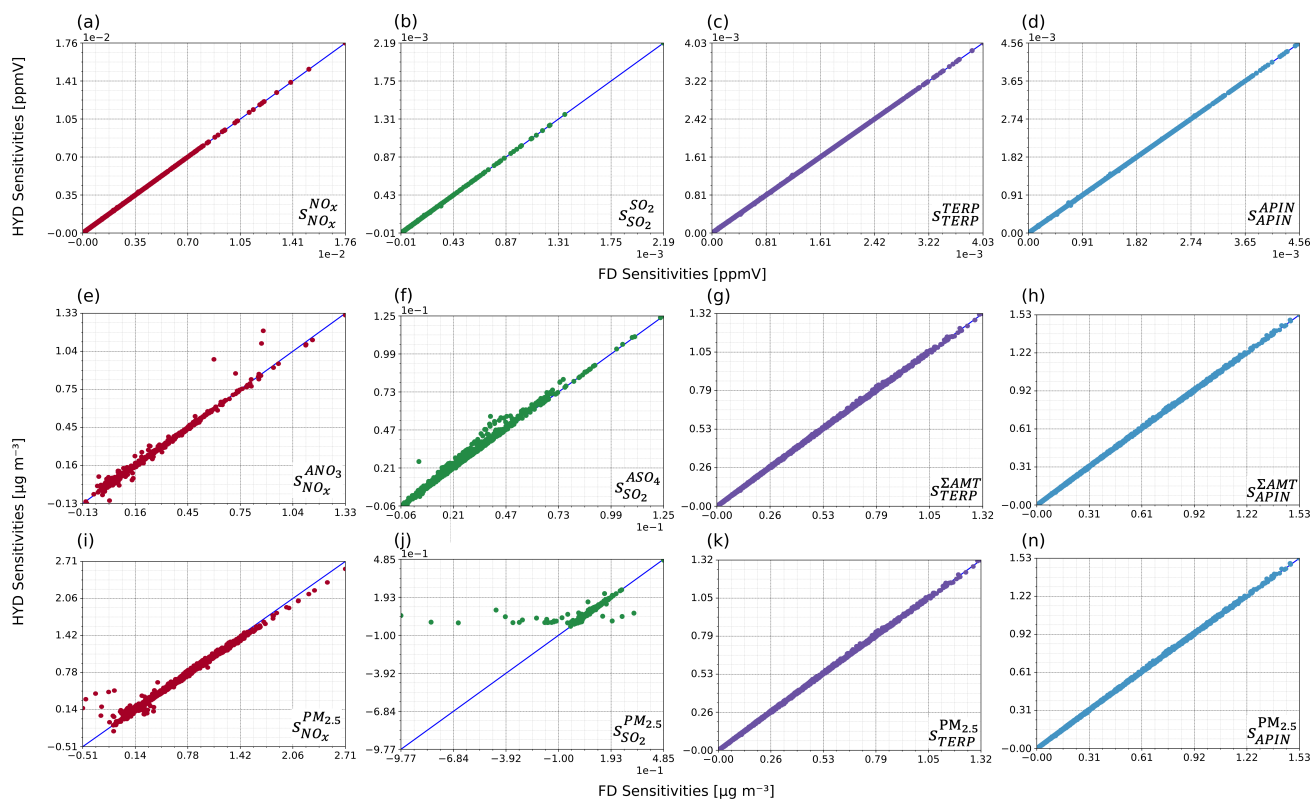 (a) (b) (c) (d)
1e−2 1e−3 1e−3 1e−3
HYD Sensitivities [ppmV]
1.76 2.19 4.03 4.56
1.41 1.75 3.22 3.65
1.05 1.31 2.42 2.74
0.70 0.87 1.61 1.82
0.35 0.43 0.81 0.91
−0.00 −0.01 0.00 0.00
S_{NO_x}^{NO_x} S_{SO_2}^{SO_2} S_{TERP}^{TERP} S_{APIN}^{APIN}
−0.00 0.35 0.70 1.05 1.41 1.76 −0.01 0.43 0.87 1.31 1.75 2.19 0.00 0.81 1.61 2.42 3.22 4.03 0.00 0.91 1.82 2.74 3.65 4.56
1e−2 1e−3 1e−3 1e−3
FD Sensitivities [ppmV]
(e) (f) (g) (h)
1e−1
HYD Sensitivities [µg m⁻³]
1.33 1.25 1.32 1.53
1.04 0.99 1.05 1.22
0.75 0.73 0.79 0.92
0.45 0.47 0.53 0.61
0.16 0.21 0.26 0.31
−0.13 −0.06 −0.00 −0.00
S_{NO_x}^{ANO_3} S_{SO_2}^{ASO_4} S_{TERP}^{ΣAMT} S_{APIN}^{ΣAMT}
−0.13 0.16 0.45 0.75 1.04 1.33 −0.06 0.21 0.47 0.73 0.99 1.25 −0.00 0.26 0.53 0.79 1.05 1.32 −0.00 0.31 0.61 0.92 1.22 1.53
1e−1
(i) (j) (k) (n)
1e−1
2.71 4.85 1.32 1.53
2.06 1.93 1.05 1.22
1.42 −1.00 0.79 0.92
0.78 −3.92 0.53 0.61
0.14 −6.84 0.26 0.31
−0.51 −9.77 −0.00 −0.00
S_{NO_x}^{PM_{2.5}} S_{SO_2}^{PM_{2.5}} S_{TERP}^{PM_{2.5}} S_{APIN}^{PM_{2.5}}
−0.51 0.14 0.78 1.42 2.06 2.71 −9.77 −6.84 −3.92 −1.00 1.93 4.85 −0.00 0.26 0.53 0.79 1.05 1.32 −0.00 0.31 0.61 0.92 1.22 1.53
1e−1
FD Sensitivities [µg m⁻³]